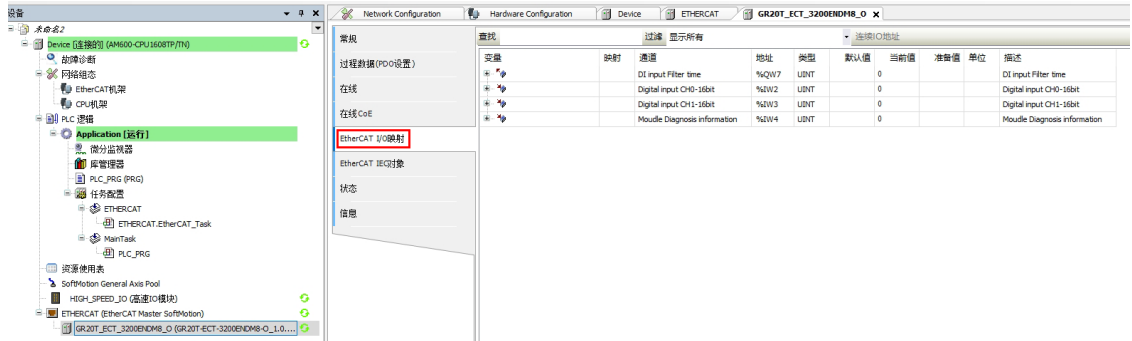 设备
未命名2
Device [连接的] (AM600-CPU1608TP/TN)
故障诊断
网络组态
EtherCAT机架
CPU机架
PLC 逻辑
Application [运行]
微分监视器
库管理器
PLC_PRG (PRG)
任务配置
ETHERCAT
ETHERCAT.EtherCAT_Task
MainTask
PLC_PRG
资源使用表
SoftMotion General Axis Pool
HIGH_SPEED_IO (高速IO模块)
ETHERCAT (EtherCAT Master SoftMotion)
GR20T_ECT_3200ENDM8_O (GR20T-ECT-3200ENDM8-O_1.0....
Network Configuration Hardware Configuration Device ETHERCAT GR20T_ECT_3200ENDM8_O
常规
过程数据(PDO设置)
在线
在线CoE
EtherCAT I/O映射
EtherCAT IEC对象
状态
信息
查找 过滤 显示所有 连续IO地址
变量 映射 通道 地址 类型 默认值 当前值 准备值 单位 描述
DI input Filter time %QW7 UINT 0 DI input Filter time
Digital input CH0-16bit %IW2 UINT 0 Digital input CH0-16bit
Digital input CH1-16bit %IW3 UINT 0 Digital input CH1-16bit
Moudle Diagnosis information %IW4 UINT 0 Moudle Diagnosis information